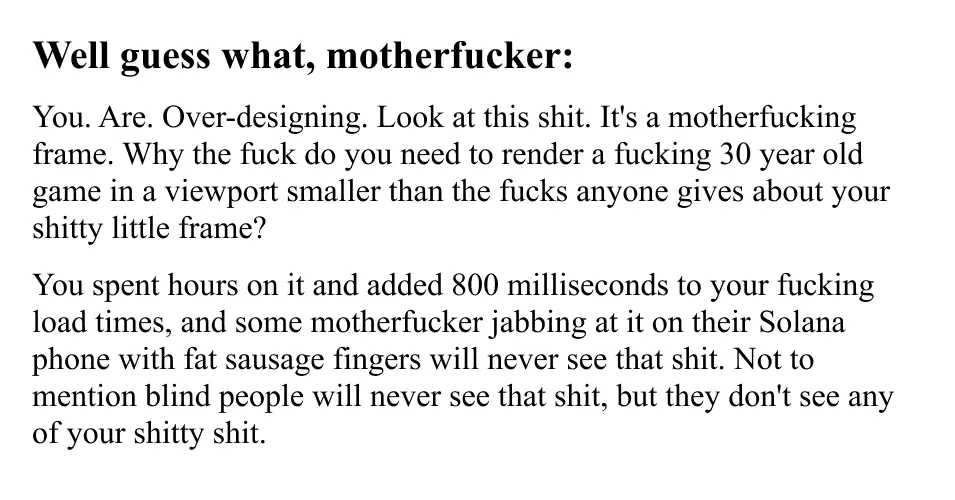 Well guess what, motherfucker:
You. Are. Over-designing. Look at this shit. It's a motherfucking
frame. Why the fuck do you need to render a fucking 30 year old
game in a viewport smaller than the fucks anyone gives about your
shitty little frame?
You spent hours on it and added 800 milliseconds to your fucking
load times, and some motherfucker jabbing at it on their Solana
phone with fat sausage fingers will never see that shit. Not to
mention blind people will never see that shit, but they don't see any
of your shitty shit.